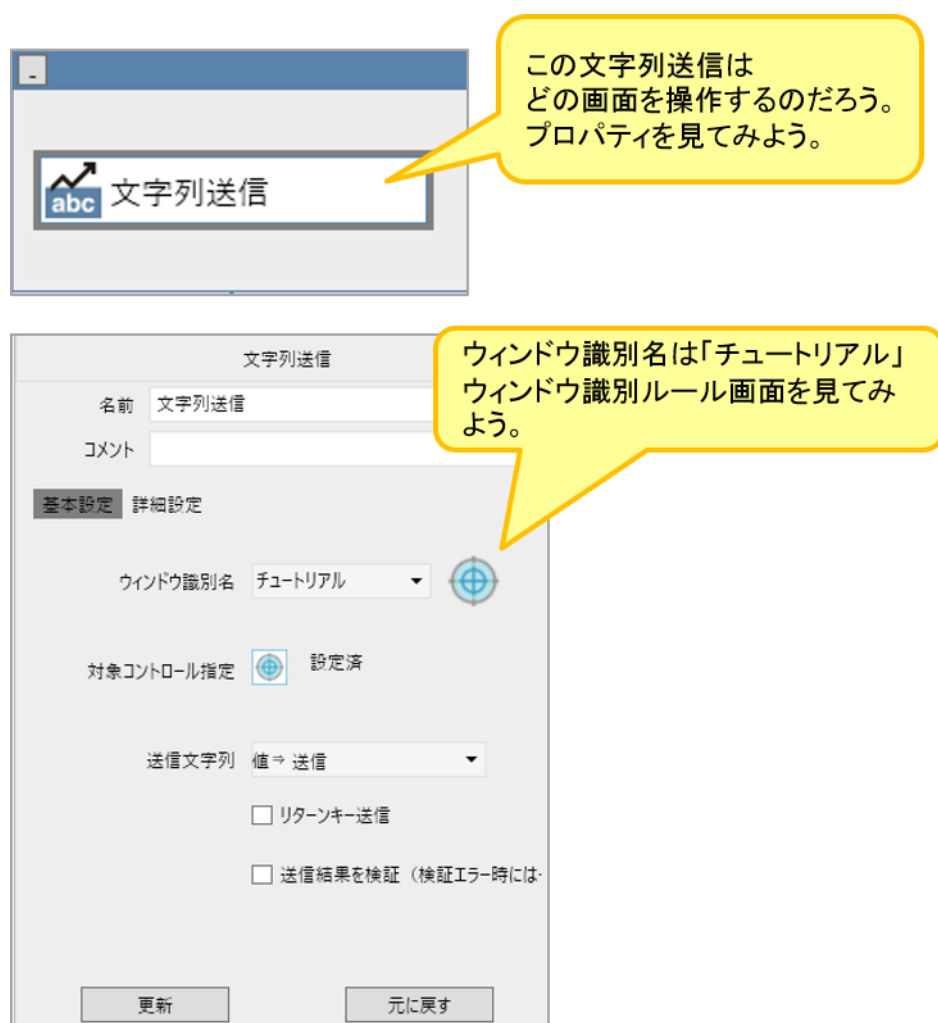 この文字列送信は
どの画面を操作するのだろう。
プロパティを見てみよう。
abc 文字列送信
文字列送信
ウィンドウ識別名は「チュートリアル」
ウィンドウ識別ルール画面を見てみ
よう。
名前 文字列送信
コメント
基本設定 詳細設定
ウィンドウ識別名 チュートリアル
対象コントロール指定 設定済
送信文字列 値⇒ 送信
リターンキー送信
送信結果を検証（検証エラー時には
更新 元に戻す